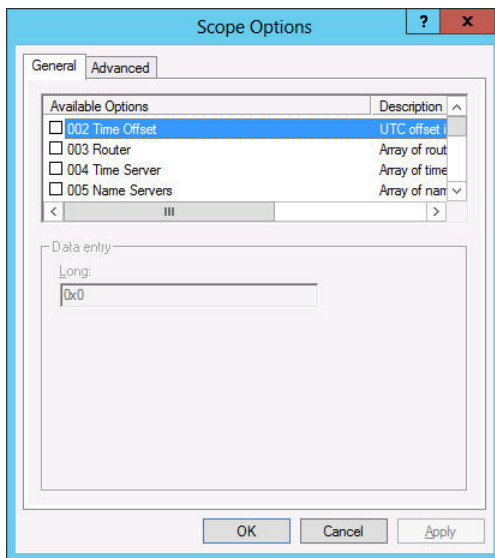 Scope Options
? x
General Advanced
Available Options Description
002 Time Offset UTC offset i
003 Router Array of rout
004 Time Server Array of time
005 Name Servers Array of nam
Data entry
Long:
0x0
OK Cancel Apply